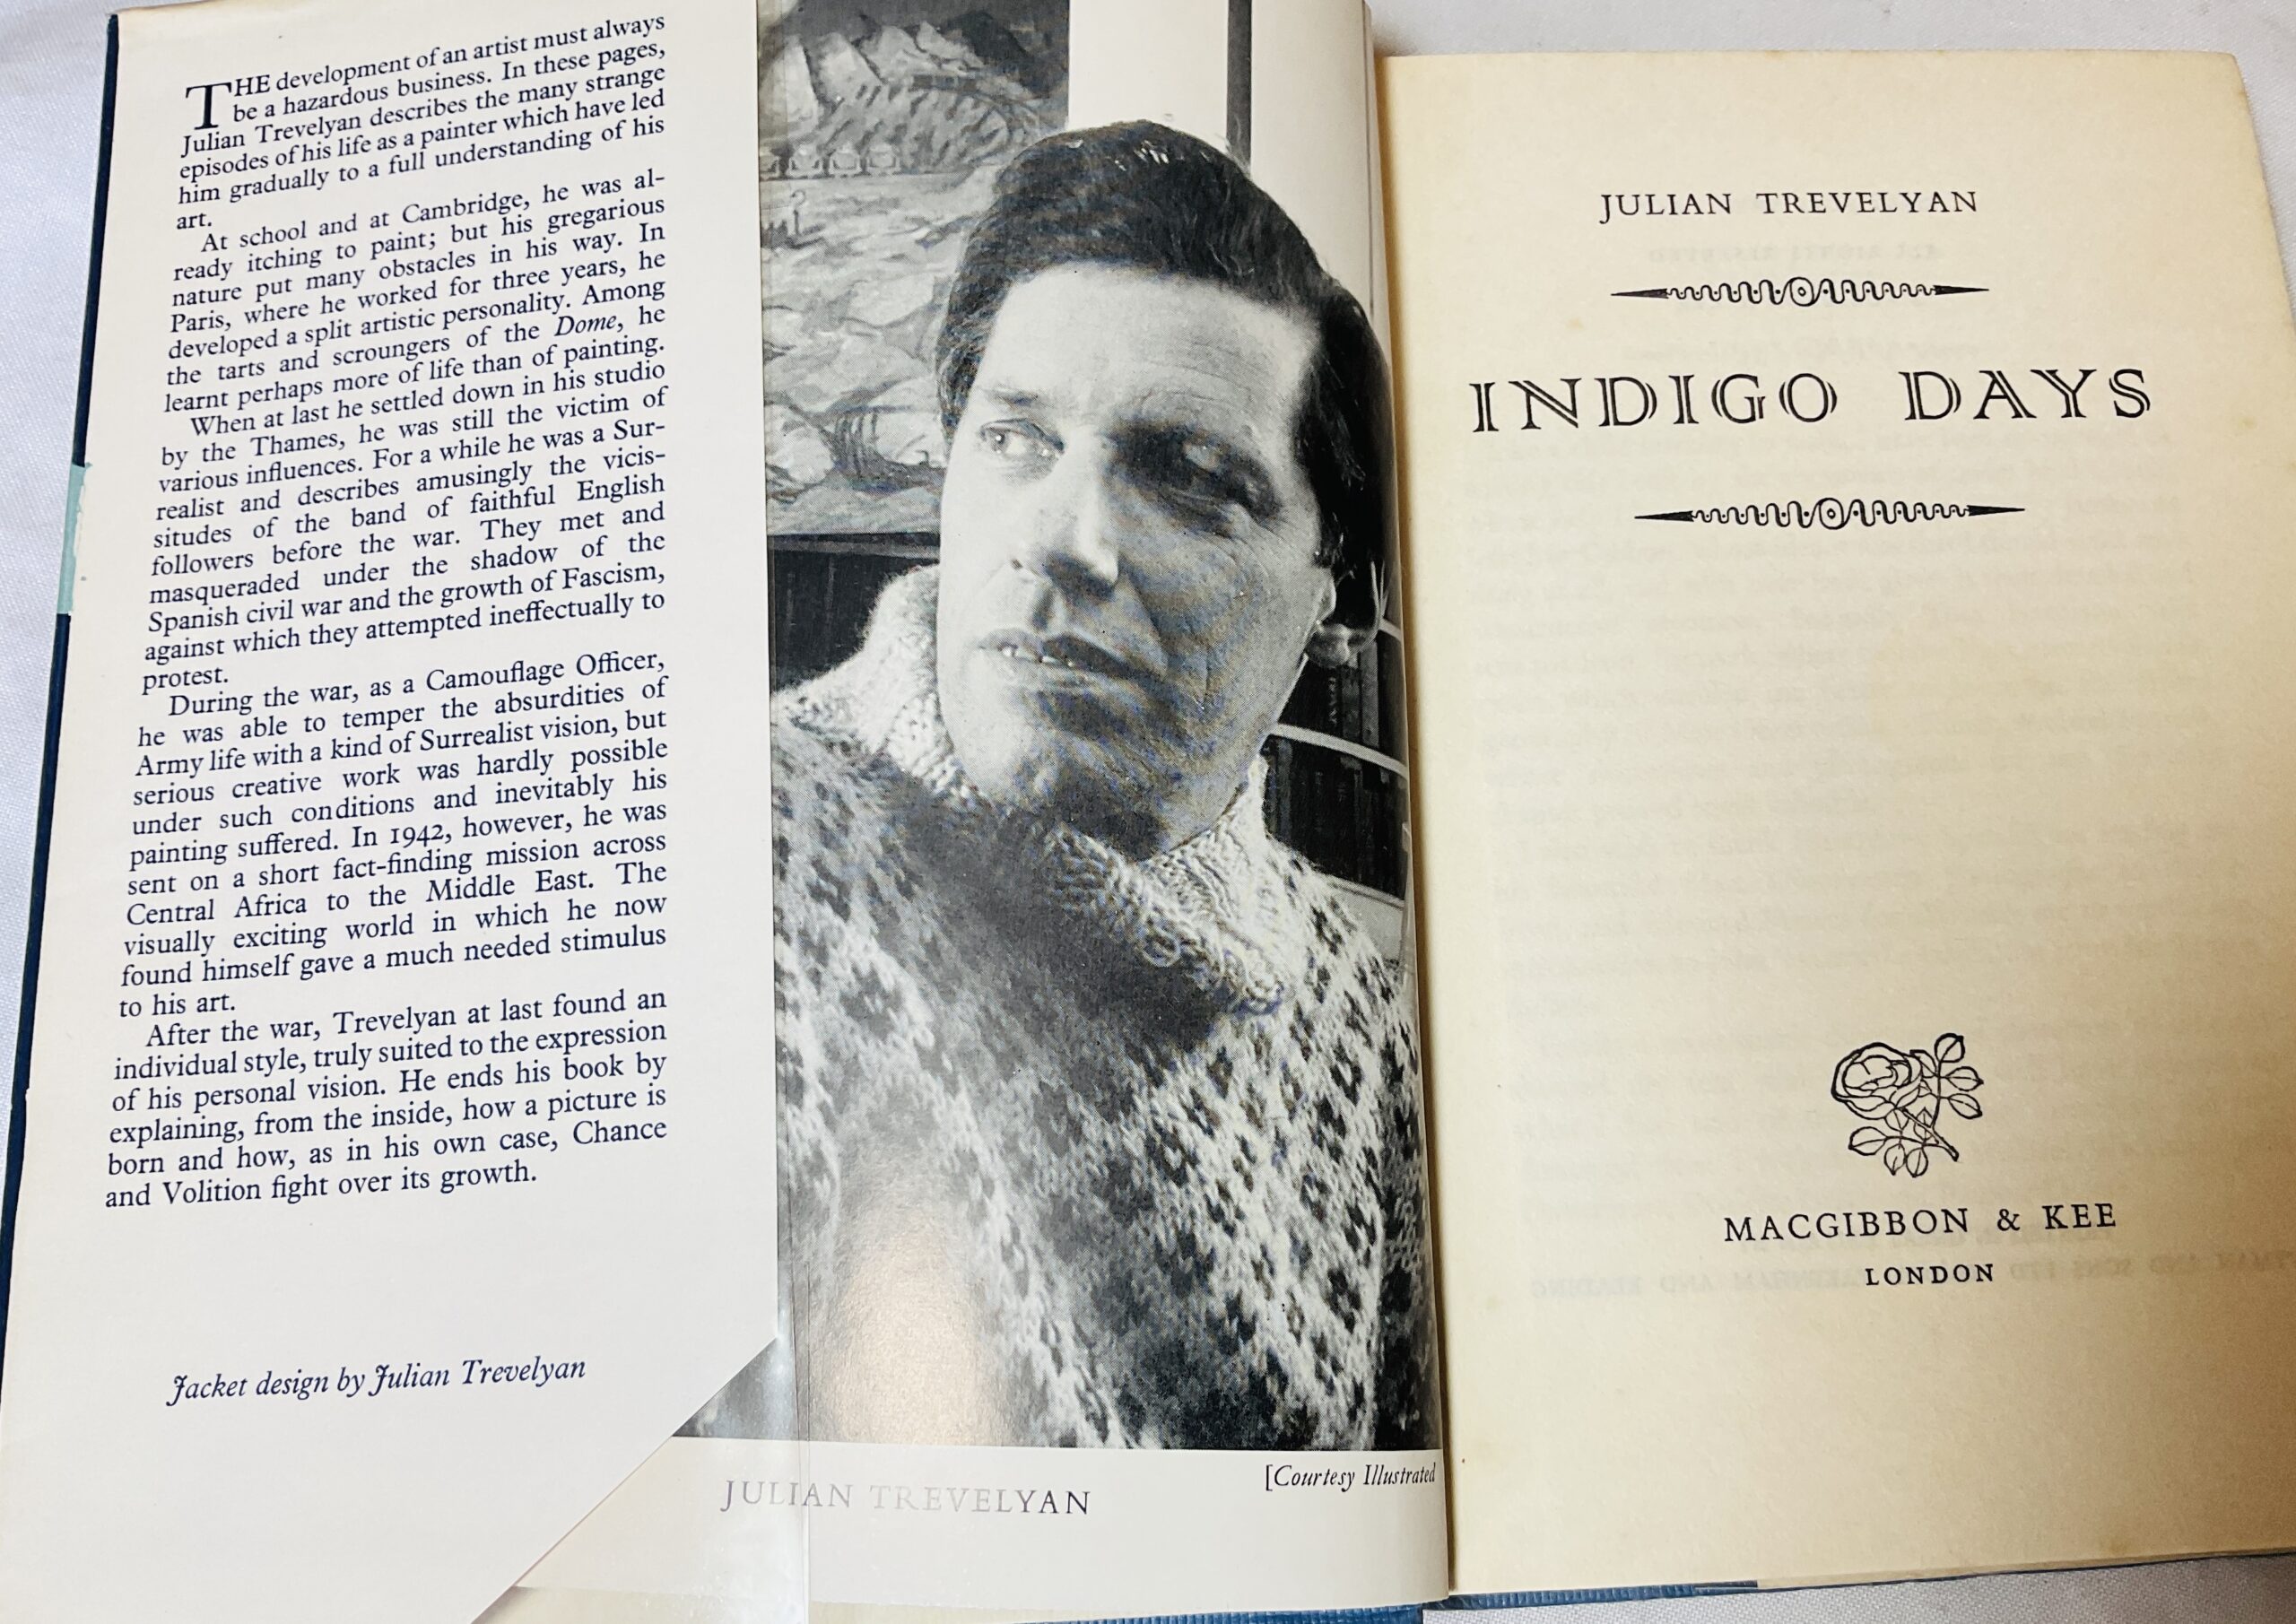 THE development of an artist must always
be a hazardous business. In these pages,
Julian Trevelyan describes the many strange
episodes of his life as a painter which have led
him gradually to a full understanding of his
art.
At school and at Cambridge, he was al-
ready itching to paint; but his gregarious
nature put many obstacles in his way. In
Paris, where he worked for three years, he
developed a split artistic personality. Among
the tarts and scroungers of the Dome, he
learnt perhaps more of life than of painting.
When at last he settled down in his studio
by the Thames, he was still the victim of
various influences. For a while he was a Sur-
realist and describes amusingly the vicis-
situdes of the band of faithful English
followers before the war. They met and
masqueraded under the shadow of the
Spanish civil war and the growth of Fascism,
against which they attempted ineffectually to
protest.
During the war, as a Camouflage Officer,
he was able to temper the absurdities of
Army life with a kind of Surrealist vision, but
serious creative work was hardly possible
under such conditions and inevitably his
painting suffered. In 1942, however, he was
sent on a short fact-finding mission across
Central Africa to the Middle East. The
visually exciting world in which he now
found himself gave a much needed stimulus
to his art.
After the war, Trevelyan at last found an
individual style, truly suited to the expression
of his personal vision. He ends his book by
explaining, from the inside, how a picture is
born and how, as in his own case, Chance
and Volition fight over its growth.
Jacket design by Julian Trevelyan
[Courtesy Illustrated
JULIAN TREVELYAN
JULIAN TREVELYAN
INDIGO DAYS
MACGIBBON & KEE
LONDON